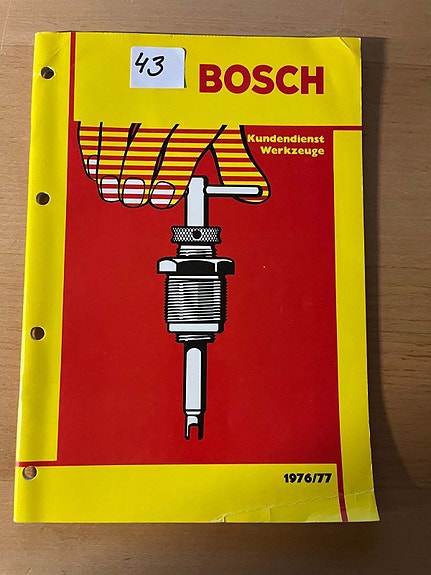 43
BOSCH
Kundendienst
Werkzeuge
1976/77